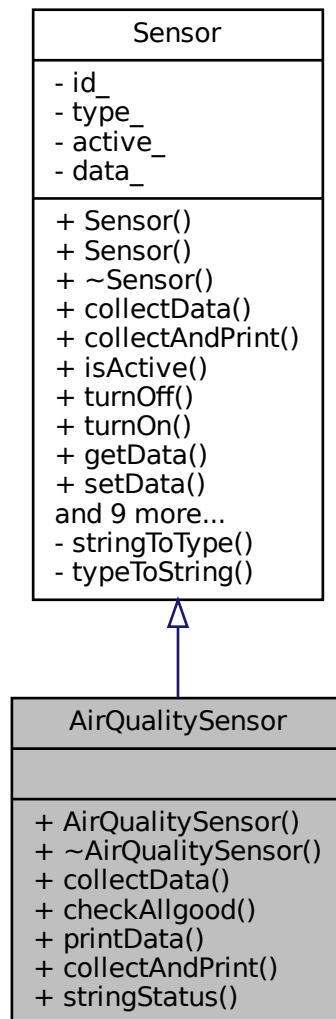 Sensor
- id_
- type_
- active_
- data_
+ Sensor()
+ Sensor()
+ ~Sensor()
+ collectData()
+ collectAndPrint()
+ isActive()
+ turnOff()
+ turnOn()
+ getData()
+ setData()
and 9 more...
- stringToType()
- typeToString()
AirQualitySensor
+ AirQualitySensor()
+ ~AirQualitySensor()
+ collectData()
+ checkAllgood()
+ printData()
+ collectAndPrint()
+ stringStatus()